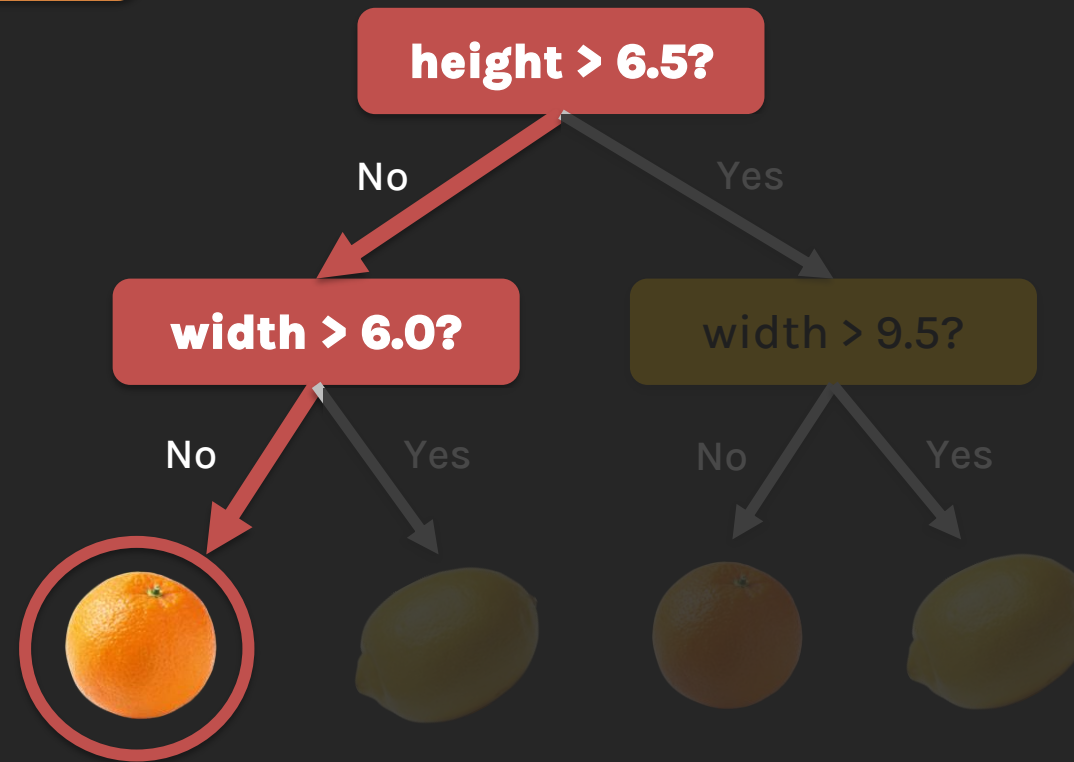 height > 6.5?
No
Yes
width > 6.0?
width > 9.5?
No
Yes
No
Yes